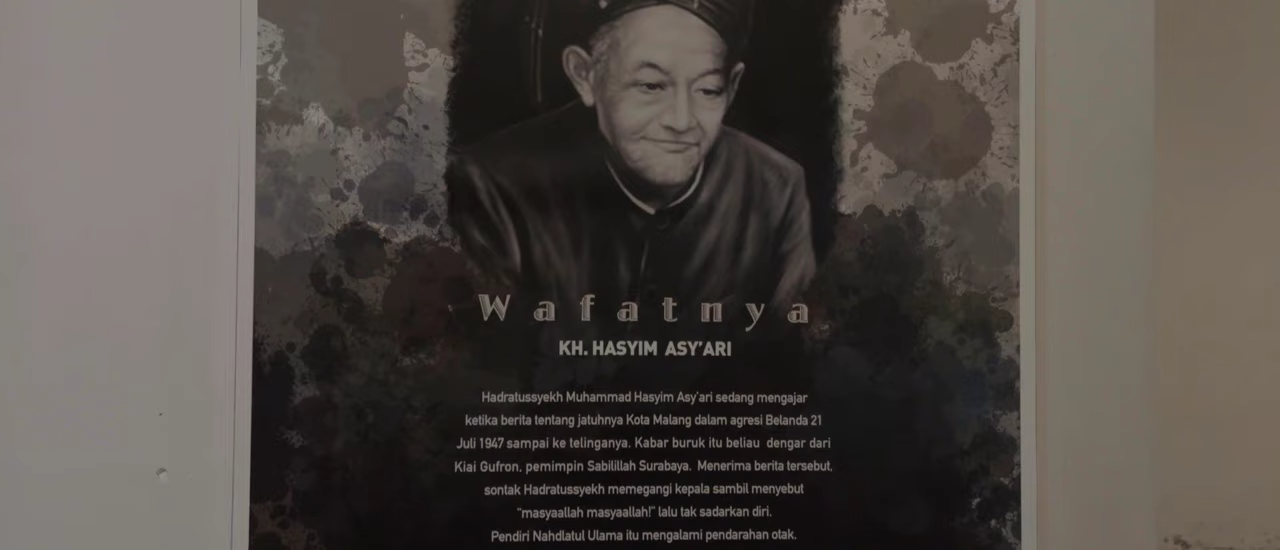 Wafatnya
KH. HASYIM ASY'ARI
Hadratussyekh Muhammad Hasyim Asy'ari sedang mengajar
ketika berita tentang jatuhnya Kota Malang dalam agresi Belanda 21
Juli 1947 sampai ke telinganya. Kabar buruk itu beliau dengar dari
Kiai Gufron, pemimpin Sabilillah Surabaya. Menerima berita tersebut,
sontak Hadratussyekh memegangi kepala sambil menyebut
"masyaallah masyaallah!" lalu tak sadarkan diri.
Pendiri Nahdlatul Ulama itu mengalami pendarahan otak.